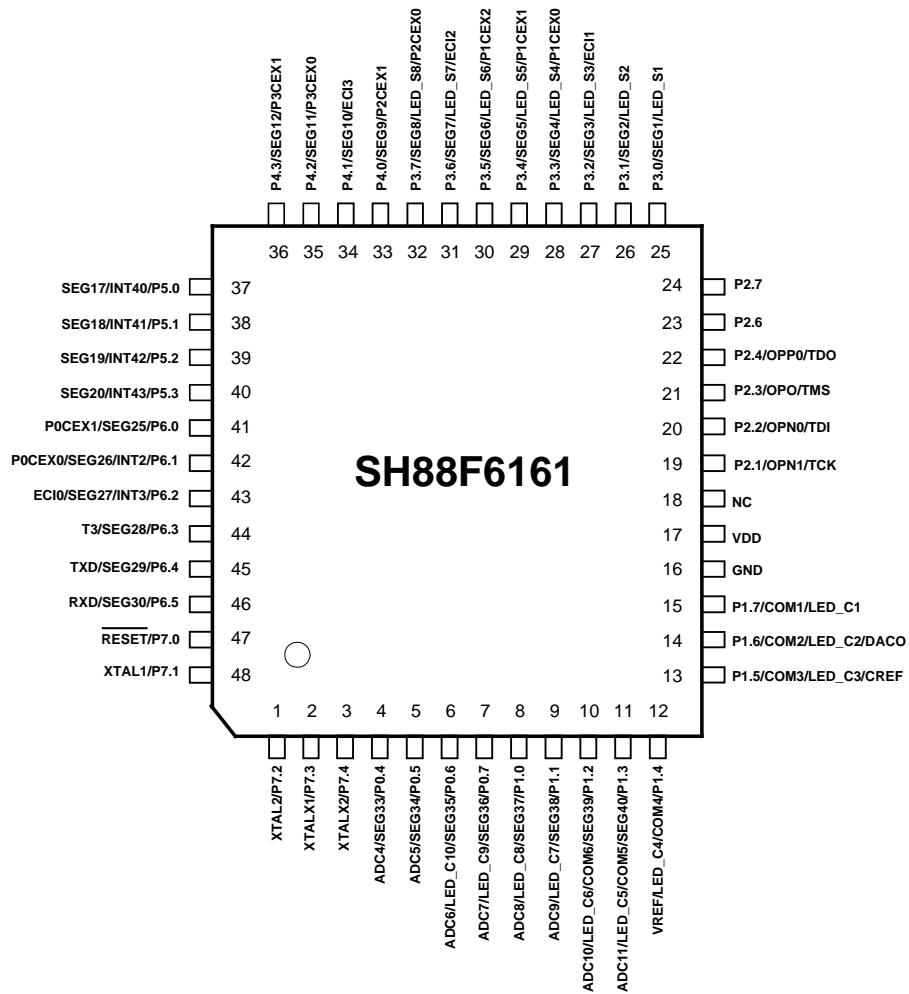 P4.3/SEG12/P3CEX1
P4.2/SEG11/P3CEX0
P4.1/SEG10/ECI3
P4.0/SEG9/P2CEX1
P3.7/SEG8/LED_S8/P2CEX0
P3.6/SEG7/LED_S7/ECI2
P3.5/SEG6/LED_S6/P1CEX2
P3.4/SEG5/LED_S5/P1CEX1
P3.3/SEG4/LED_S4/P1CEX0
P3.2/SEG3/LED_S3/ECI1
P3.1/SEG2/LED_S2
P3.0/SEG1/LED_S1
36 35 34 33 32 31 30 29 28 27 26 25
SEG17/INT40/P5.0 37
SEG18/INT41/P5.1 38
SEG19/INT42/P5.2 39
SEG20/INT43/P5.3 40
P0CEX1/SEG25/P6.0 41
P0CEX0/SEG26/INT2/P6.1 42
ECI0/SEG27/INT3/P6.2 43
T3/SEG28/P6.3 44
TXD/SEG29/P6.4 45
RXD/SEG30/P6.5 46
RESET/P7.0 47
XTAL1/P7.1 48
SH88F6161
24 P2.7
23 P2.6
22 P2.4/OPP0/TDO
21 P2.3/OPO/TMS
20 P2.2/OPN0/TDI
19 P2.1/OPN1/TCK
18 NC
17 VDD
16 GND
15 P1.7/COM1/LED_C1
14 P1.6/COM2/LED_C2/DACO
13 P1.5/COM3/LED_C3/CREF
1 2 3 4 5 6 7 8 9 10 11 12
XTAL2/P7.2
XTALX1/P7.3
XTALX2/P7.4
ADC4/SEG33/P0.4
ADC5/SEG34/P0.5
ADC6/LED_C10/SEG35/P0.6
ADC7/LED_C9/SEG36/P0.7
ADC8/LED_C8/SEG37/P1.0
ADC9/LED_C7/SEG38/P1.1
ADC10/LED_C6/COM6/SEG39/P1.2
ADC11/LED_C5/COM5/SEG40/P1.3
VREF/LED_C4/COM4/P1.4